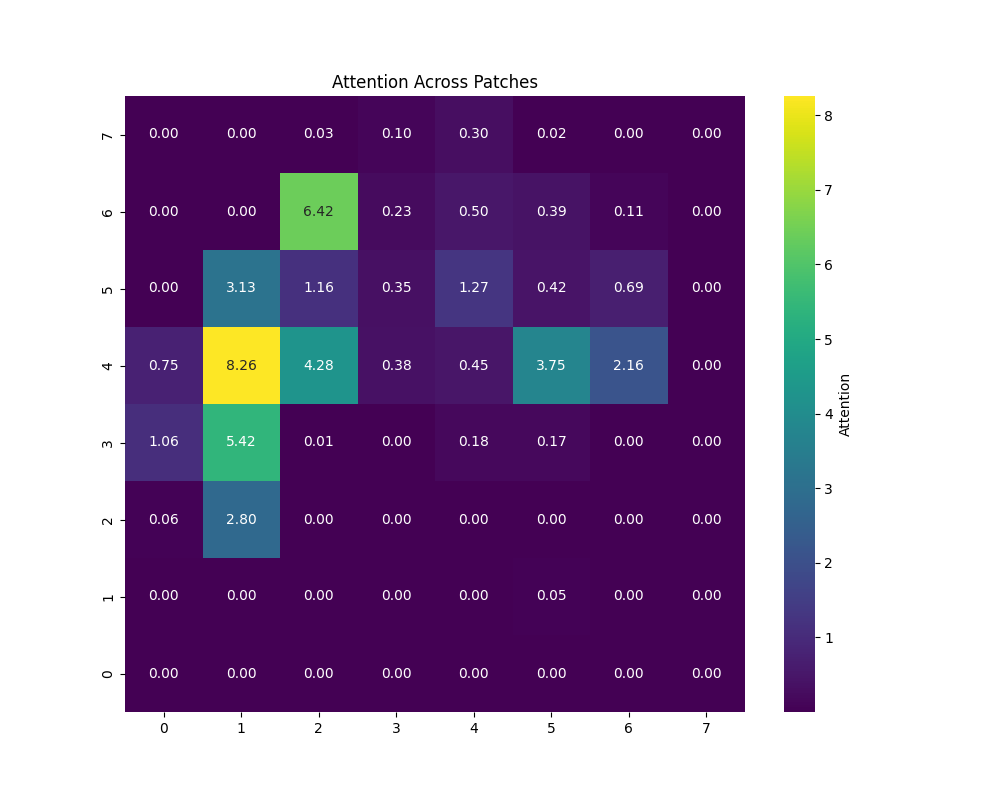 Attention Across Patches
7 0.00 0.00 0.03 0.10 0.30 0.02 0.00 0.00
6 0.00 0.00 6.42 0.23 0.50 0.39 0.11 0.00
5 0.00 3.13 1.16 0.35 1.27 0.42 0.69 0.00
4 0.75 8.26 4.28 0.38 0.45 3.75 2.16 0.00
3 1.06 5.42 0.01 0.00 0.18 0.17 0.00 0.00
2 0.06 2.80 0.00 0.00 0.00 0.00 0.00 0.00
1 0.00 0.00 0.00 0.00 0.00 0.05 0.00 0.00
0 0.00 0.00 0.00 0.00 0.00 0.00 0.00 0.00
0 1 2 3 4 5 6 7
8
7
6
5
4
3
2
1
Attention